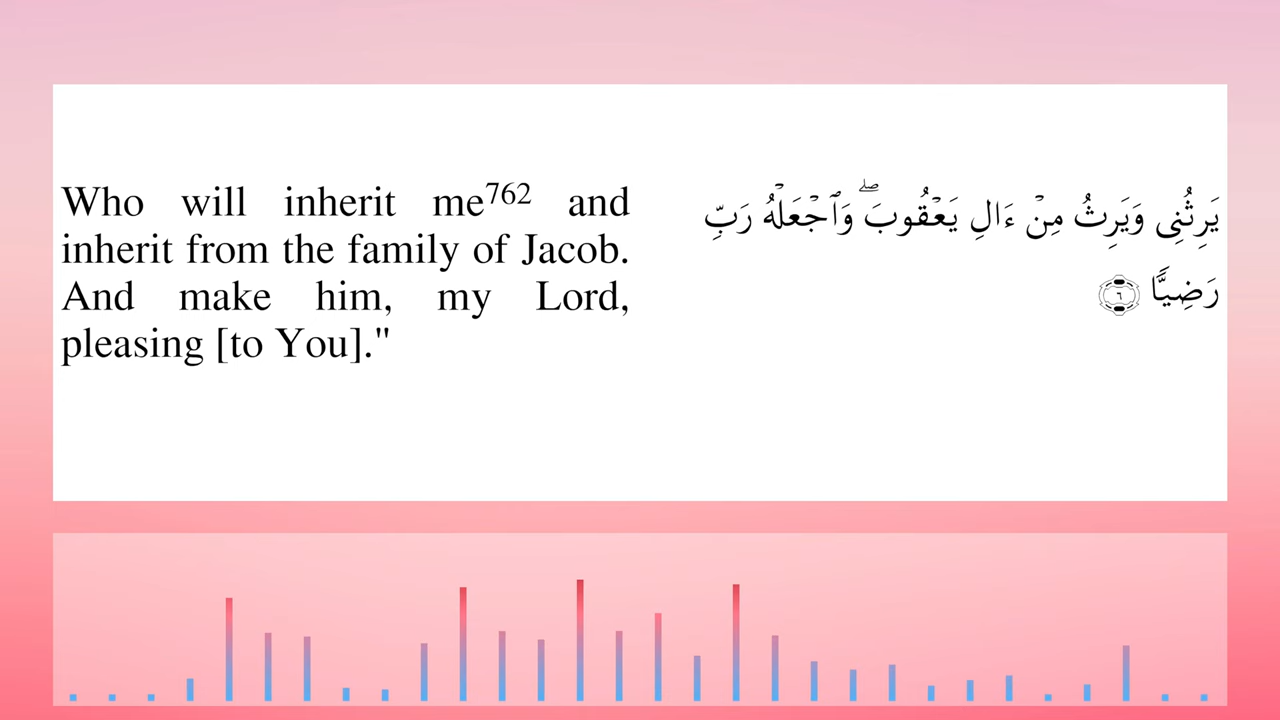 Who will inherit me762 and
inherit from the family of Jacob.
And make him, my Lord,
pleasing [to You]."
يَرِثُنِى وَيَرِثُ مِنْ ءَالِ يَعْقُوبَ ۖ وَٱجْعَلْهُ رَبِّ
رَضِيًّا ٦